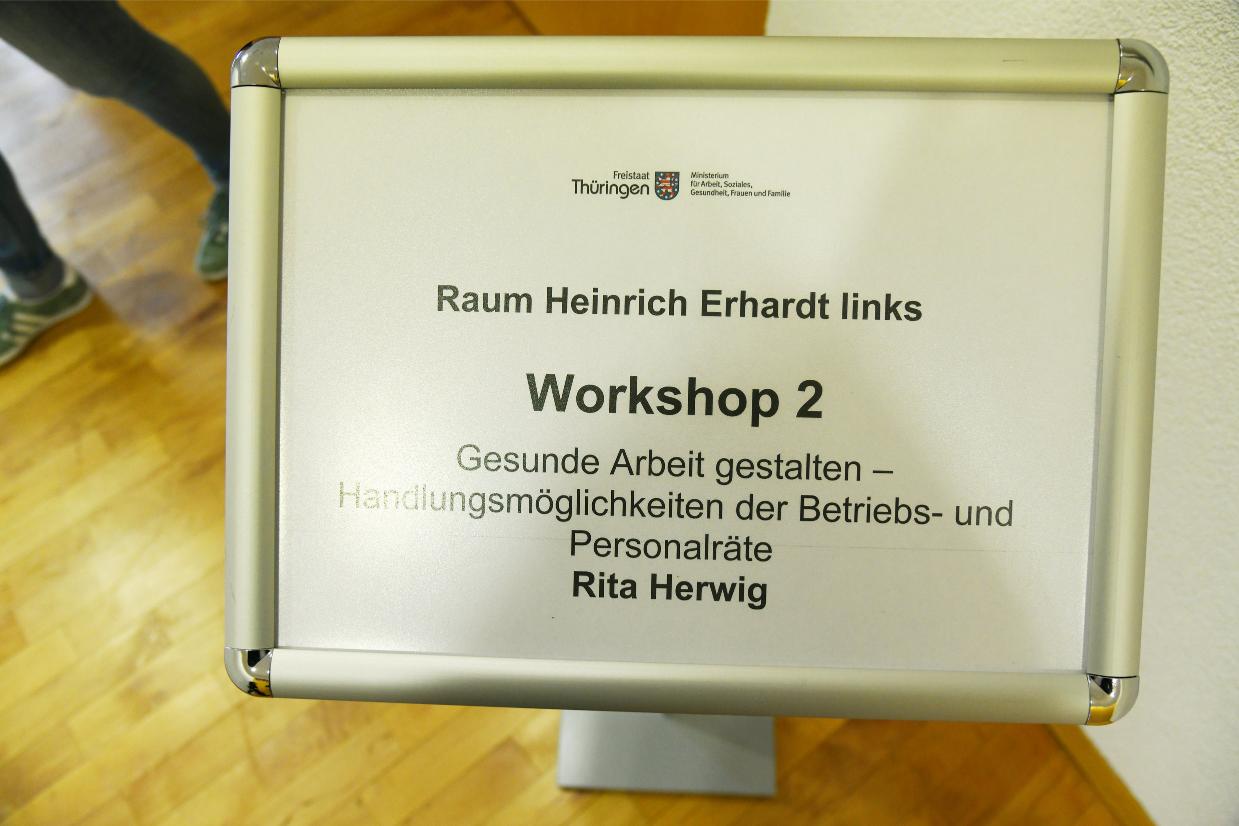 Freistaat
Thüringen
Ministerium
für Arbeit, Soziales,
Gesundheit, Frauen und Familie
Raum Heinrich Erhardt links
Workshop 2
Gesunde Arbeit gestalten –
Handlungsmöglichkeiten der Betriebs- und
Personalräte
Rita Herwig